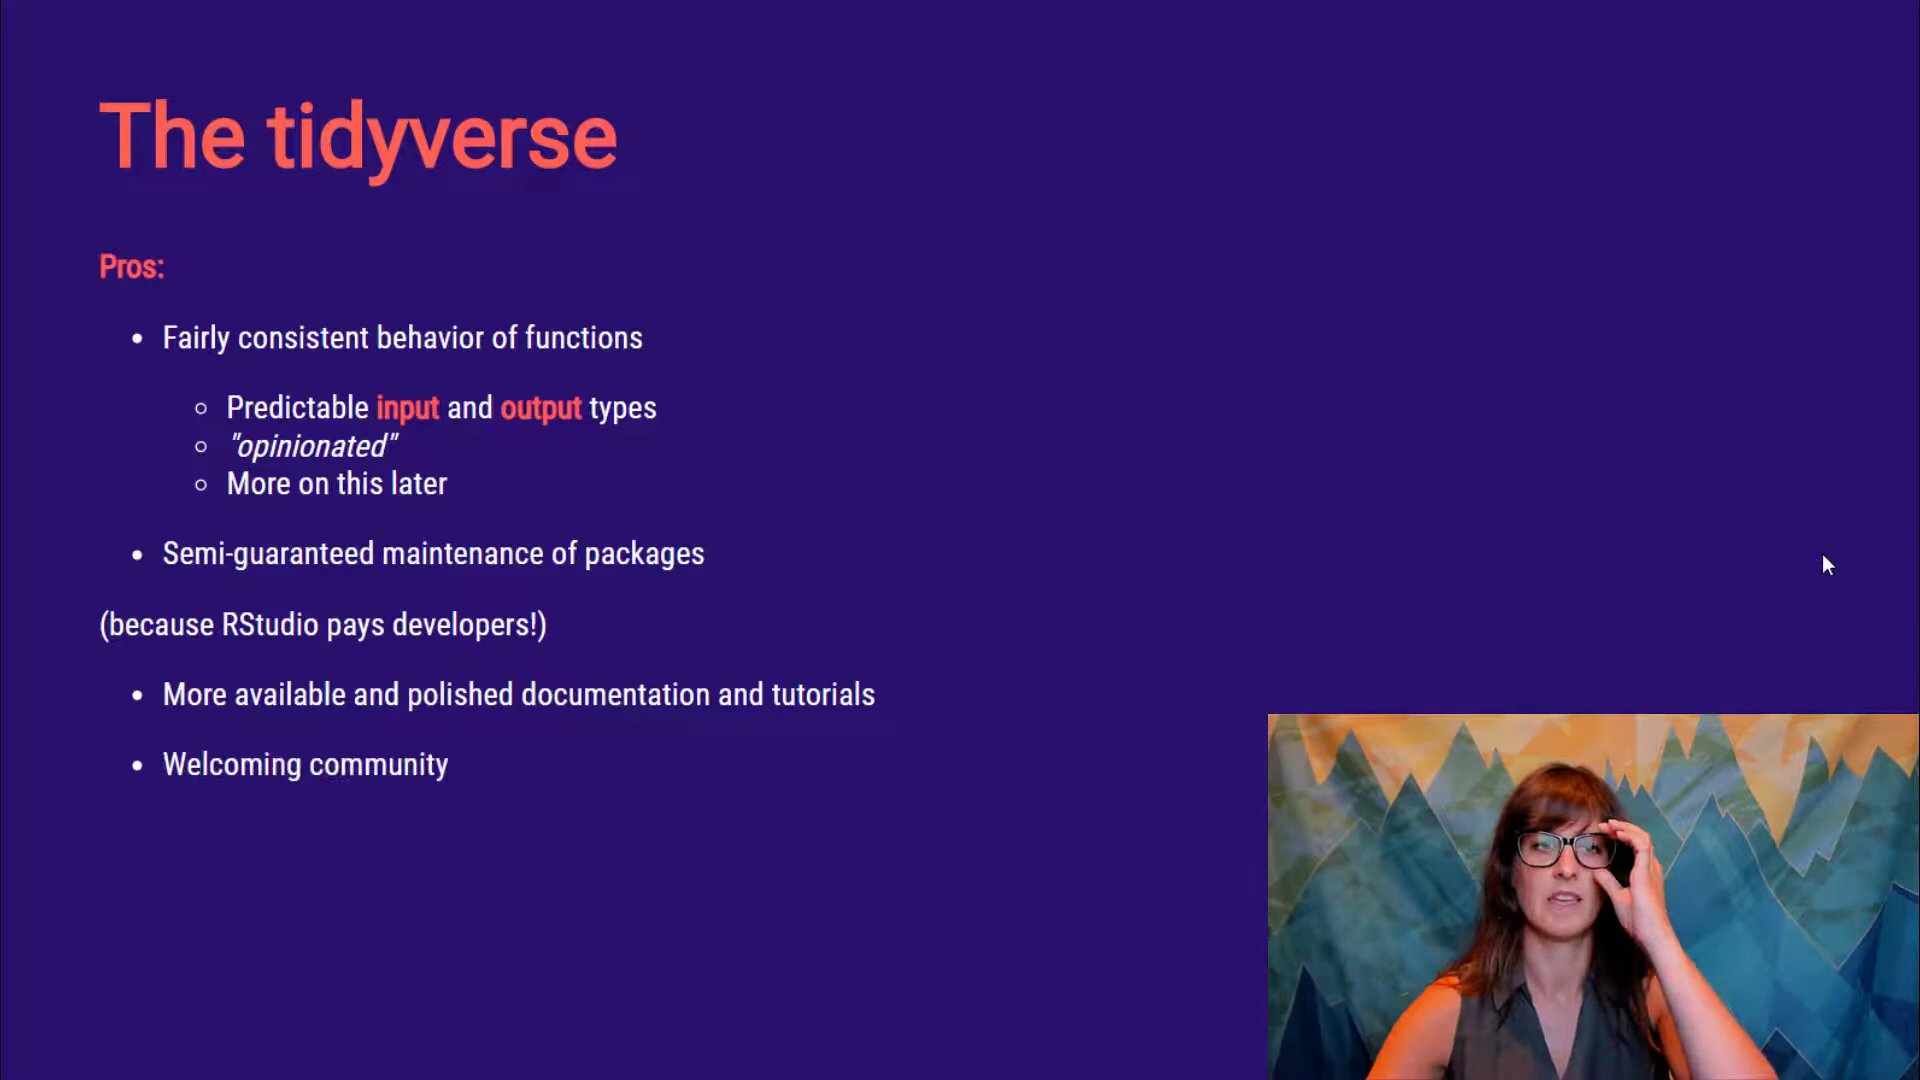 The tidyverse
Pros:
Fairly consistent behavior of functions
Predictable input and output types
"opinionated"
More on this later
Semi-guaranteed maintenance of packages
(because RStudio pays developers!)
More available and polished documentation and tutorials
Welcoming community